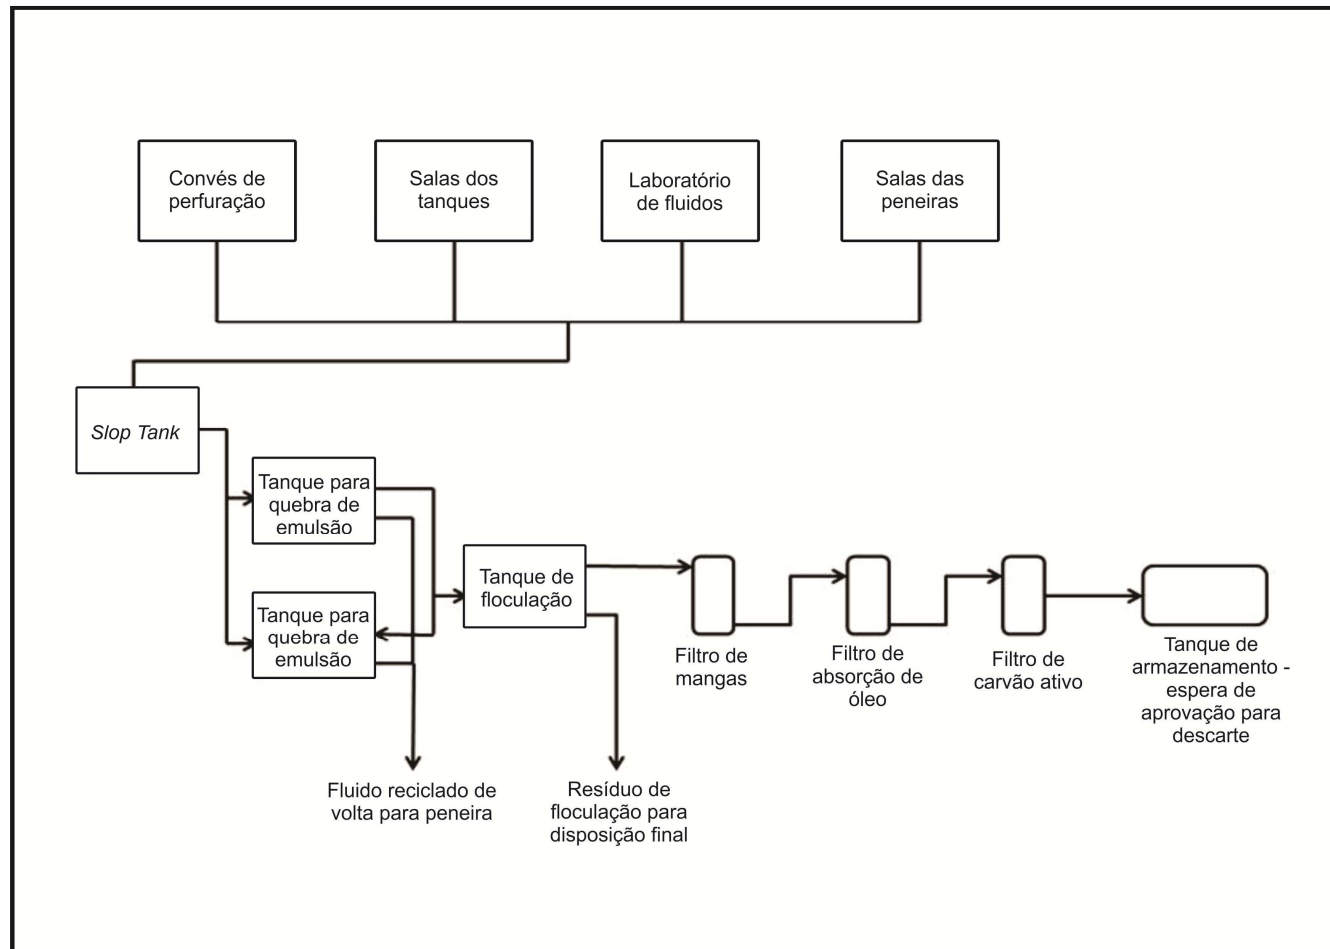 Convés de
perfuração
Salas dos
tanques
Laboratório
de fluidos
Salas das
peneiras
Slop Tank
Tanque para
quebra de
emulsão
Tanque para
quebra de
emulsão
Tanque de
floculação
Filtro de
mangas
Filtro de
absorção de
óleo
Filtro de
carvão ativo
Tanque de
armazenamento -
espera de
aprovação para
descarte
Fluido reciclado de
volta para peneira
Resíduo de
floculação para
disposição final